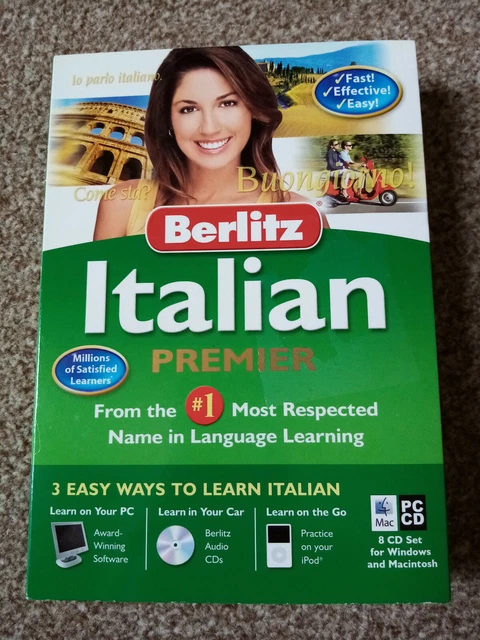 Io parlo italiano.
✓Fast!
✓Effective!
✓Easy!
Come sta?
Buongiorno!
Berlitz®
Italian
PREMIER
Millions
of Satisfied
Learners
From the #1 Most Respected
Name in Language Learning
3 EASY WAYS TO LEARN ITALIAN
Learn on Your PC
Award-
Winning
Software
Learn in Your Car
Berlitz
Audio
CDs
Learn on the Go
Practice
on your
iPod®
Mac
PC
CD
8 CD Set
for Windows
and Macintosh